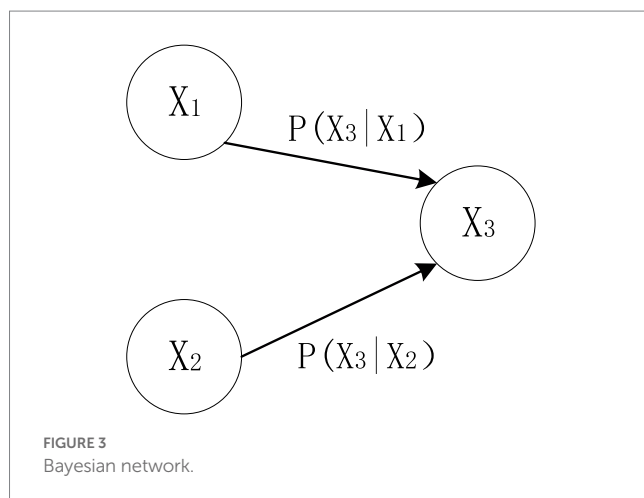 X1
P(X3|X1)
X3
X2
P(X3|X2)
FIGURE 3
Bayesian network.